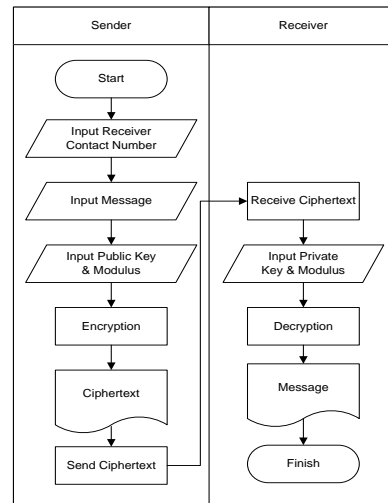 Sender
Start
Input Receiver
Contact Number
Input Message
Input Public Key
& Modulus
Encryption
Ciphertext
Send Ciphertext
Receiver
Receive Ciphertext
Input Private
Key & Modulus
Decryption
Message
Finish